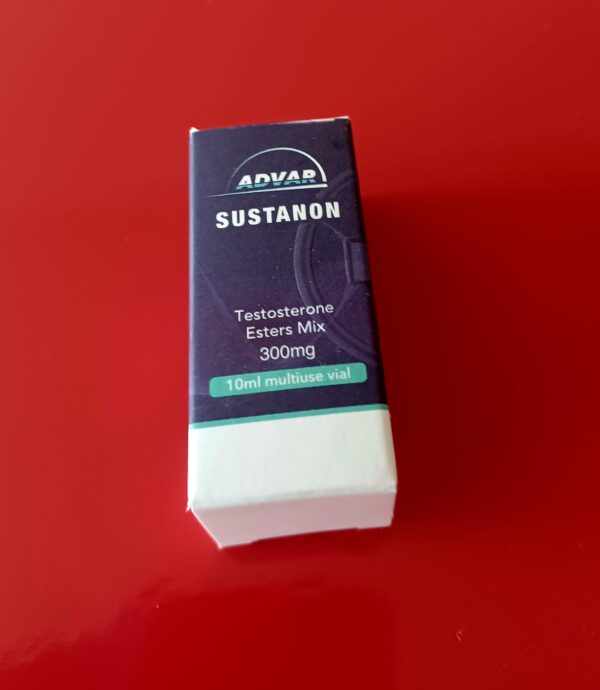 ADVAR
SUSTANON
Testosterone
Esters Mix
300mg
10ml multiuse vial